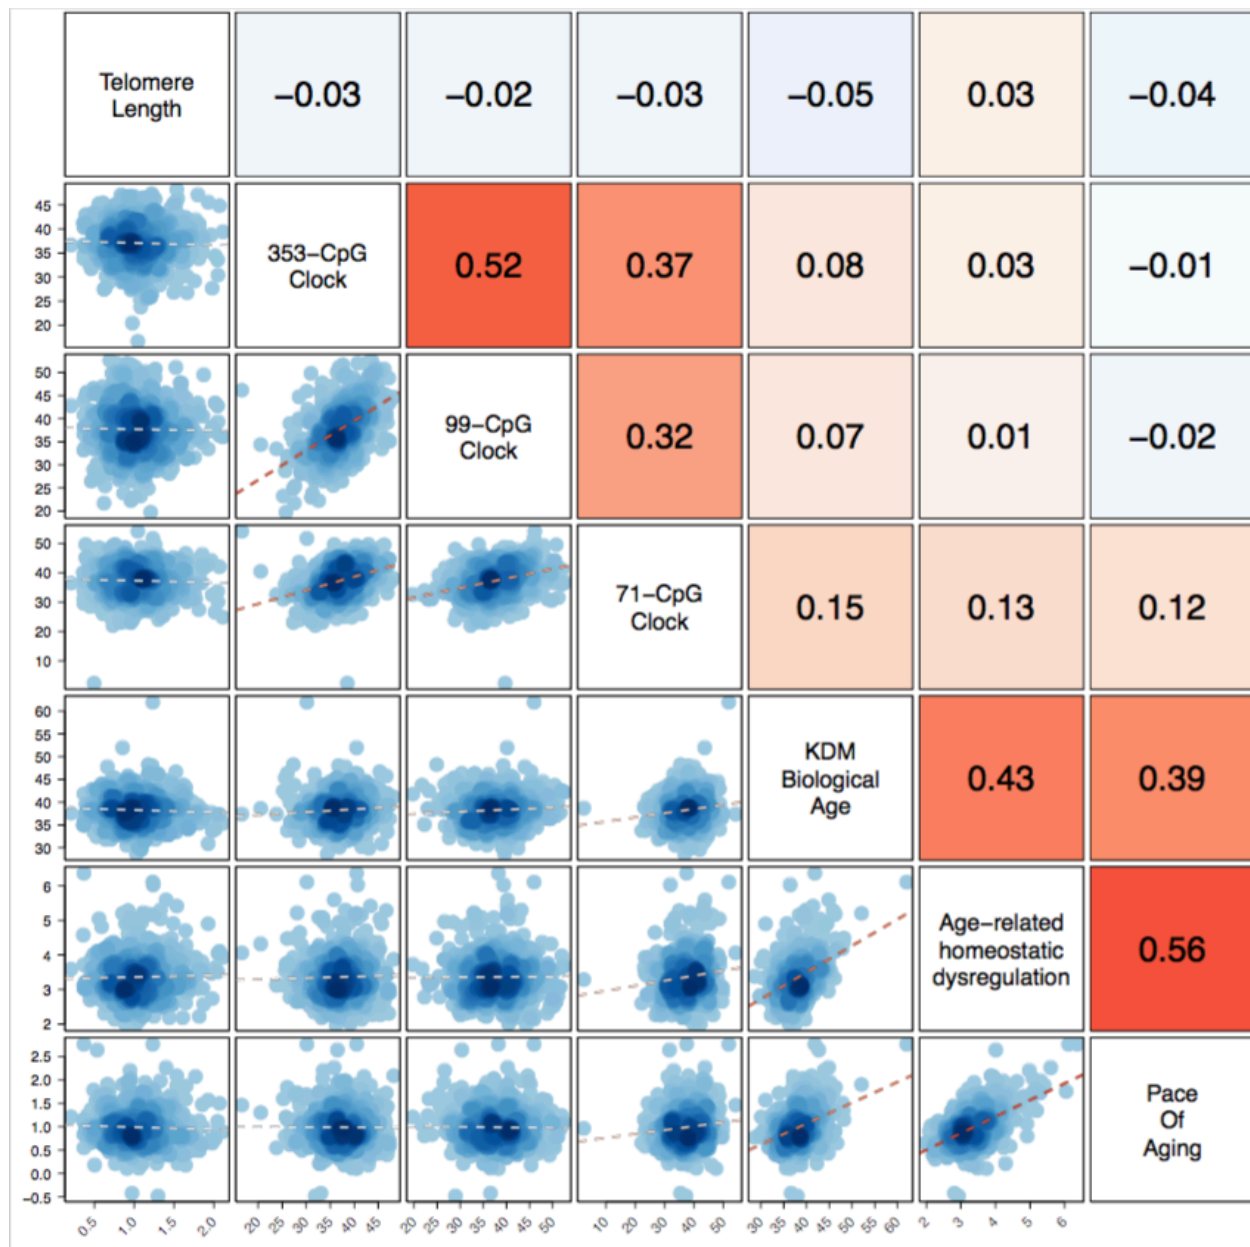 Telomere
Length
−0.03
−0.02
−0.03
−0.05
0.03
−0.04
45
40
35
30
25
20
353−CpG
Clock
0.52
0.37
0.08
0.03
−0.01
50
45
40
35
30
25
20
99−CpG
Clock
0.32
0.07
0.01
−0.02
50
40
30
20
10
71−CpG
Clock
0.15
0.13
0.12
60
55
50
45
40
35
30
KDM
Biological
Age
0.43
0.39
6
5
4
3
2
Age−related
homeostatic
dysregulation
0.56
2.5
2.0
1.5
1.0
0.5
0.0
−0.5
Pace
Of
Aging
0.5 1.0 1.5 2.0
20 25 30 35 40 45
20 25 30 35 40 45 50
10 20 30 40 50
30 35 40 45 50 55 60
2 3 4 5 6